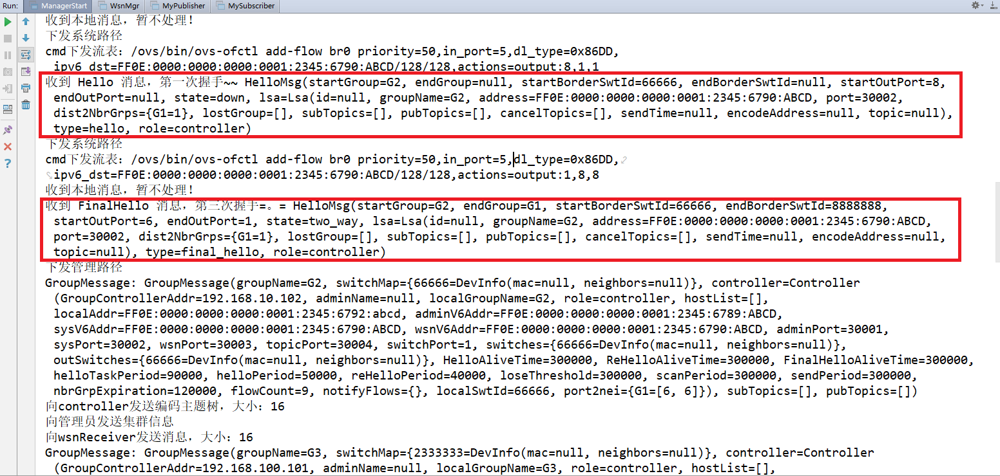 Run: ManagerStart WsnMgr MyPublisher MySubscriber
收到本地消息，暂不处理！
下发系统路径
cmd下发流表：/ovs/bin/ovs-ofctl add-flow br0 priority=50,in_port=5,dl_type=0x86DD,
ipv6_dst=FF0E:0000:0000:0000:0001:2345:6790:ABCD/128/128,actions=output:8,1,1
收到 Hello 消息，第一次握手~~ HelloMsg(startGroup=G2, endGroup=null, startBorderSwtId=66666, endBorderSwtId=null, startOutPort=8,
endOutPort=null, state=down, lsa=Lsa(id=null, groupName=G2, address=FF0E:0000:0000:0000:0001:2345:6790:ABCD, port=30002,
dist2NbrGrps={G1=1}, lostGroup=[], subTopics=[], pubTopics=[], cancelTopics=[], sendTime=null, encodeAddress=null, topic=null),
type=hello, role=controller)
下发系统路径
cmd下发流表：/ovs/bin/ovs-ofctl add-flow br0 priority=50,in_port=5,dl_type=0x86DD,
ipv6_dst=FF0E:0000:0000:0000:0001:2345:6790:ABCD/128/128,actions=output:1,8,8
收到本地消息，暂不处理！
收到 FinalHello 消息，第三次握手=。= HelloMsg(startGroup=G2, endGroup=G1, startBorderSwtId=66666, endBorderSwtId=8888888,
startOutPort=6, endOutPort=1, state=two_way, lsa=Lsa(id=null, groupName=G2, address=FF0E:0000:0000:0000:0001:2345:6790:ABCD,
port=30002, dist2NbrGrps={G1=1}, lostGroup=[], subTopics=[], pubTopics=[], cancelTopics=[], sendTime=null, encodeAddress=null,
topic=null), type=final_hello, role=controller)
下发管理路径
GroupMessage: GroupMessage(groupName=G2, switchMap={66666=DevInfo(mac=null, neighbors=null)}, controller=Controller
(GroupControllerAddr=192.168.10.102, adminName=null, localGroupName=G2, role=controller, hostList=[],
localAddr=FF0E:0000:0000:0000:0001:2345:6792:abcd, adminV6Addr=FF0E:0000:0000:0000:0001:2345:6789:ABCD,
sysV6Addr=FF0E:0000:0000:0000:0001:2345:6790:ABCD, wsnV6Addr=FF0E:0000:0000:0000:0001:2345:6790:ABCD, adminPort=30001,
sysPort=30002, wsnPort=30003, topicPort=30004, switchPort=1, switches={66666=DevInfo(mac=null, neighbors=null)},
outSwitches={66666=DevInfo(mac=null, neighbors=null)}, HelloAliveTime=300000, ReHelloAliveTime=300000, FinalHelloAliveTime=300000,
helloTaskPeriod=90000, helloPeriod=50000, reHelloPeriod=40000, loseThreshold=300000, scanPeriod=300000, sendPeriod=300000,
nbrGrpExpiration=120000, flowCount=9, notifyFlows={}, localSwtId=66666, port2nei={G1=[6, 6]}), subTopics=[], pubTopics=[])
向controller发送编码主题树，大小：16
向管理员发送集群信息
向wsnReceiver发送消息，大小：16
GroupMessage: GroupMessage(groupName=G3, switchMap={2333333=DevInfo(mac=null, neighbors=null)}, controller=Controller
(GroupControllerAddr=192.168.100.101, adminName=null, localGroupName=G3, role=controller, hostList=[],